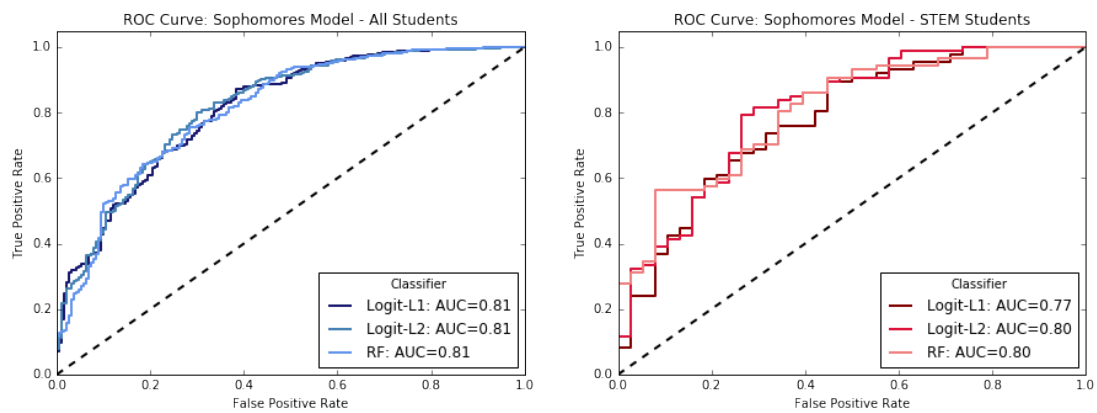 ROC Curve: Sophomores Model - All Students
True Positive Rate
1.0
0.8
0.6
0.4
0.2
0.0
Classifier
Logit-L1: AUC=0.81
Logit-L2: AUC=0.81
RF: AUC=0.81
0.0 0.2 0.4 0.6 0.8 1.0
False Positive Rate
ROC Curve: Sophomores Model - STEM Students
True Positive Rate
1.0
0.8
0.6
0.4
0.2
0.0
Classifier
Logit-L1: AUC=0.77
Logit-L2: AUC=0.80
RF: AUC=0.80
0.0 0.2 0.4 0.6 0.8 1.0
False Positive Rate